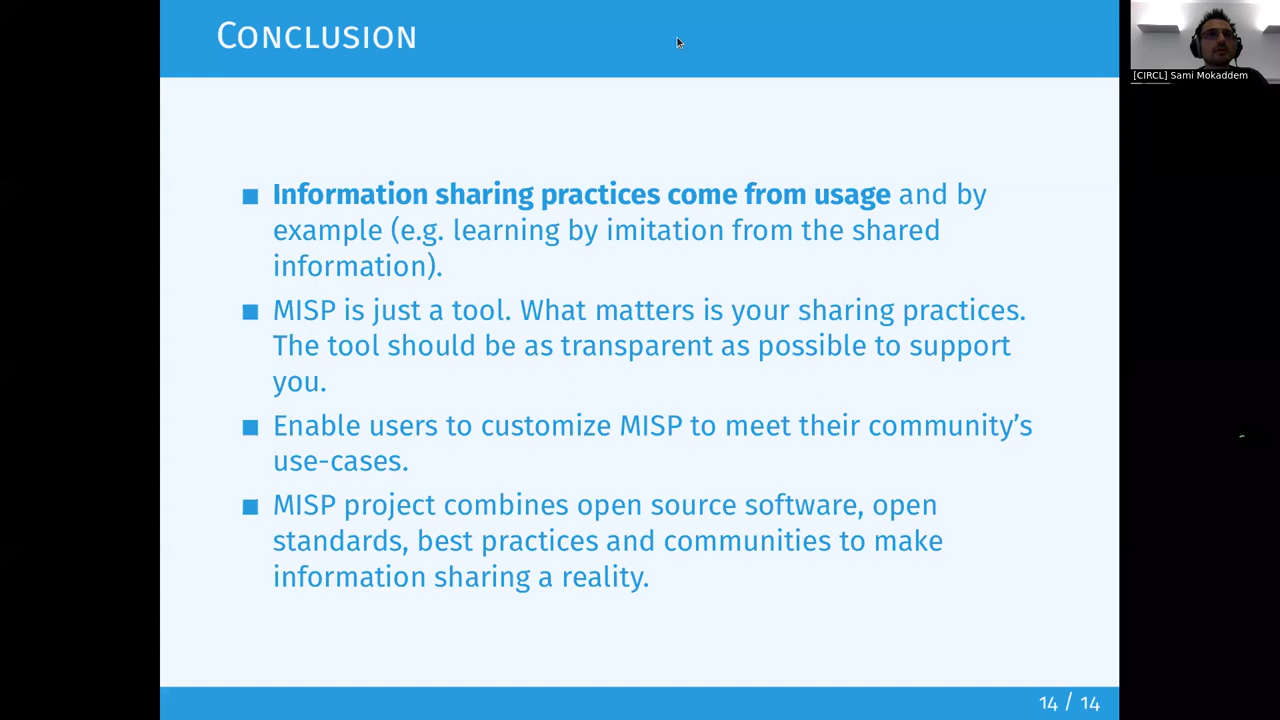 Conclusion
[CIRCL] Sami Mokaddem
■ Information sharing practices come from usage and by
example (e.g. learning by imitation from the shared
information).
■ MISP is just a tool. What matters is your sharing practices.
The tool should be as transparent as possible to support
you.
■ Enable users to customize MISP to meet their community’s
use-cases.
■ MISP project combines open source software, open
standards, best practices and communities to make
information sharing a reality.
14 / 14